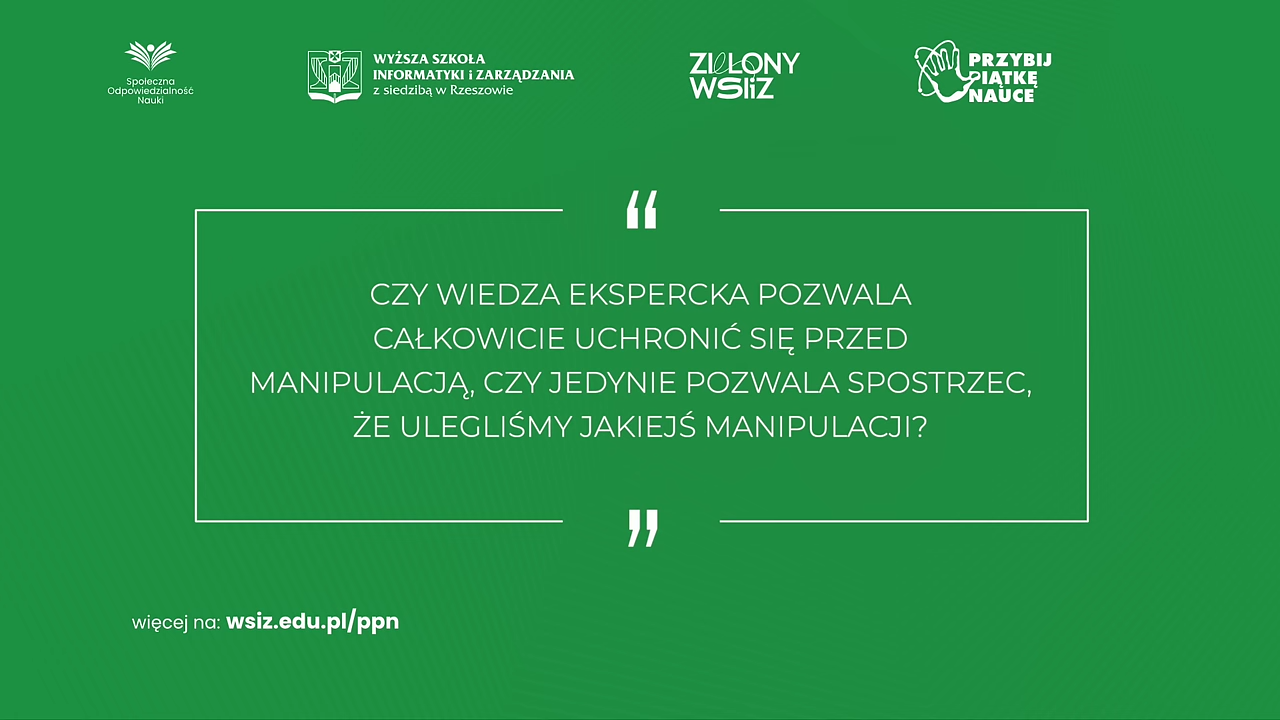 Społeczna
Odpowiedzialność
Nauki
WYŻSZA SZKOŁA
INFORMATYKI i ZARZĄDZANIA
z siedzibą w Rzeszowie
ZIELONY
WSIiZ
PRZYBIJ
PIĄTKĘ
NAUCE
“
CZY WIEDZA EKSPERCKA POZWALA
CAŁKOWICIE UCHRONIĆ SIĘ PRZED
MANIPULACJĄ, CZY JEDYNIE POZWALA SPOSTRZEC,
ŻE ULEGLIŚMY JAKIEJŚ MANIPULACJI?
”
więcej na: wsiz.edu.pl/ppn